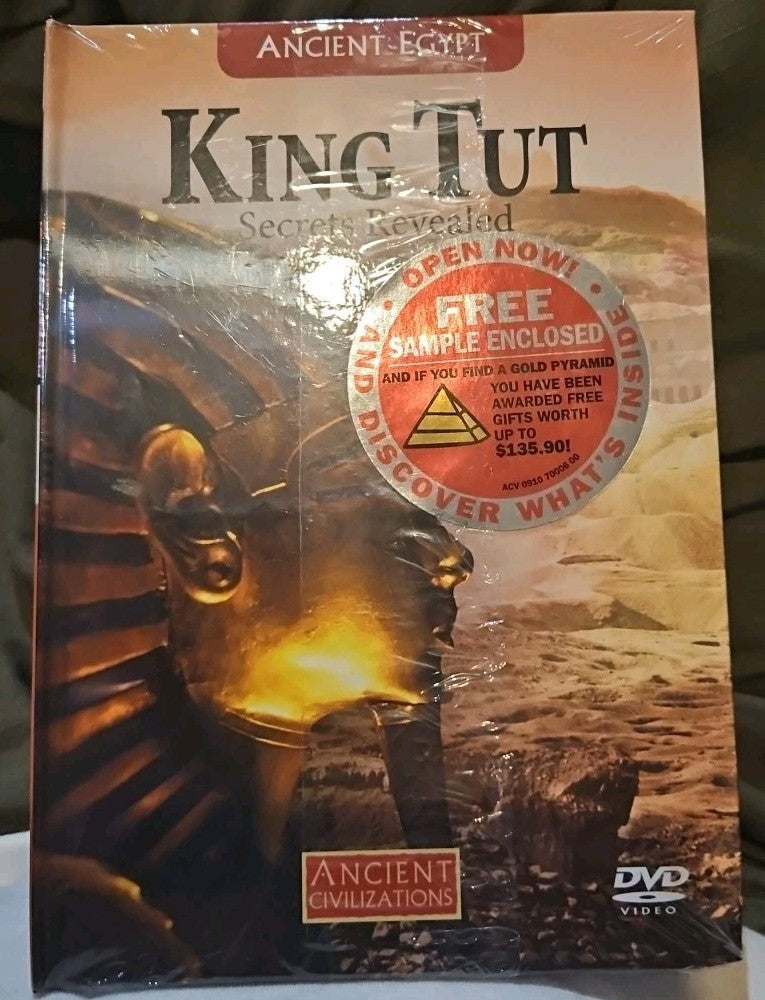 ANCIENT EGYPT
KING TUT
Secrets Revealed
OPEN NOW!
AND DISCOVER WHAT'S INSIDE
FREE
SAMPLE ENCLOSED
AND IF YOU FIND A GOLD PYRAMID
YOU HAVE BEEN
AWARDED FREE
GIFTS WORTH
UP TO
$135.90!
ACV 0910 70006 00
ANCIENT
CIVILIZATIONS
DVD
VIDEO